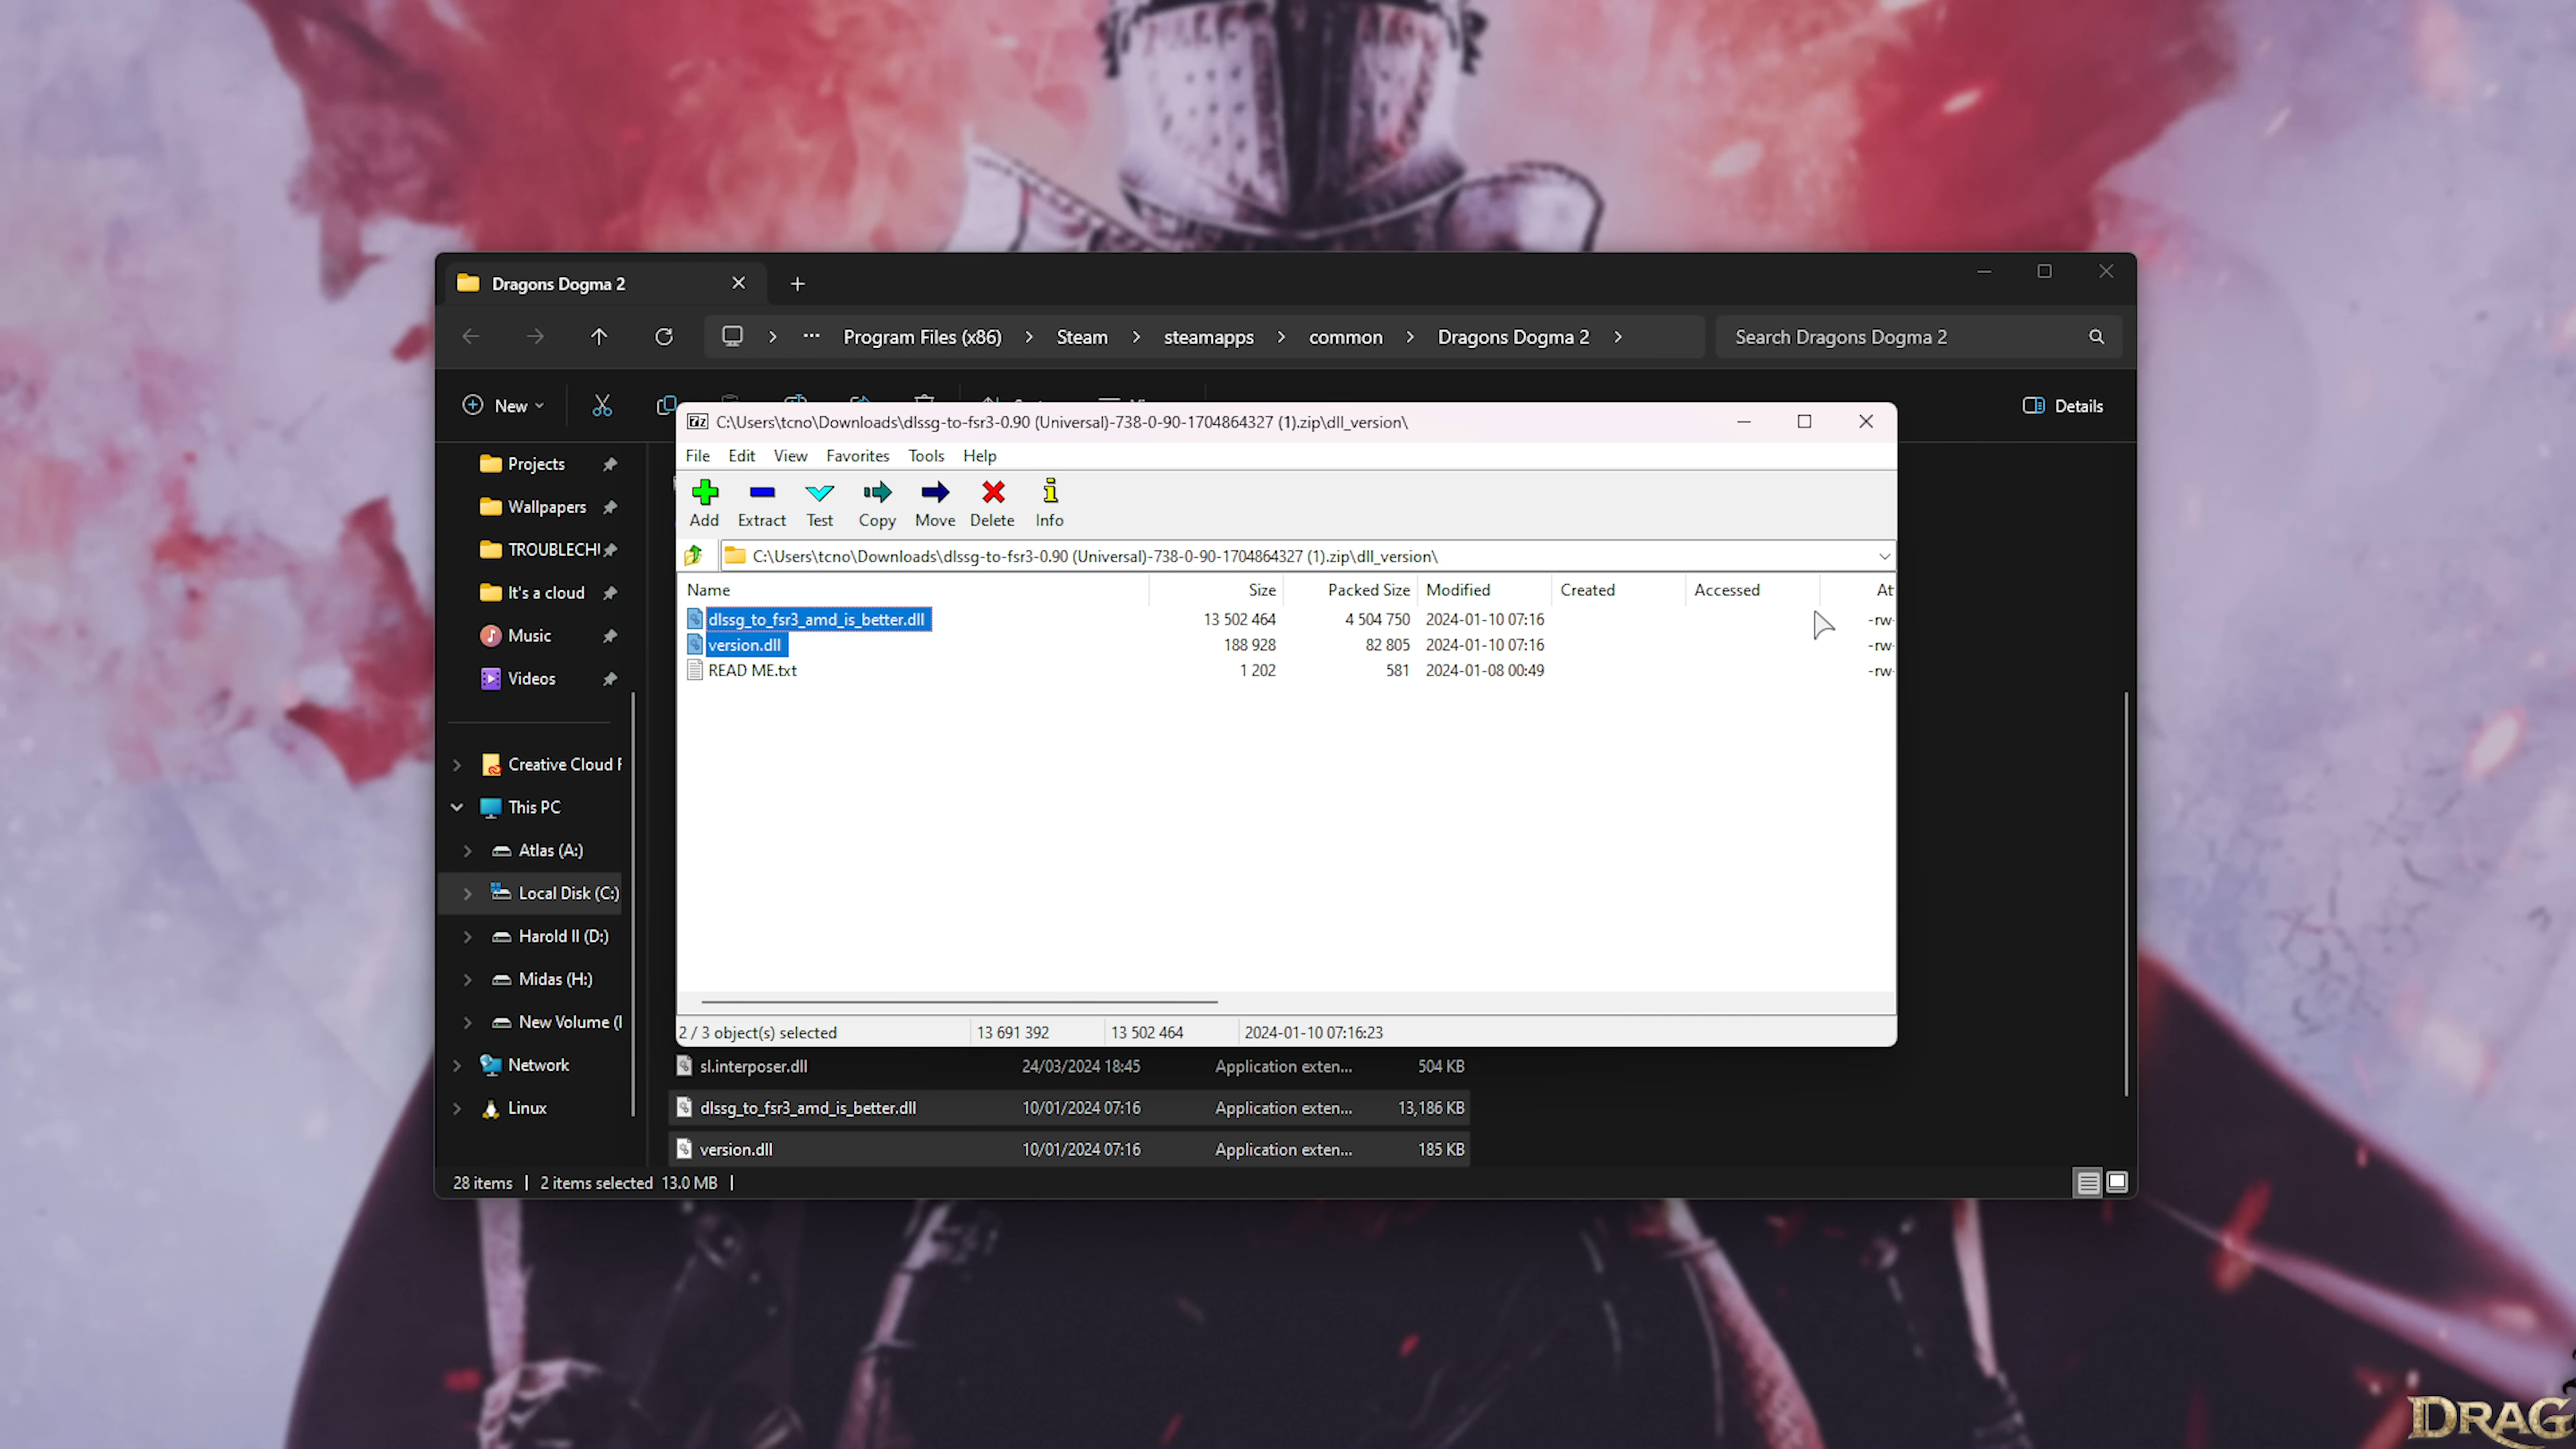 Dragons Dogma 2
Program Files (x86) Steam steamapps common Dragons Dogma 2
Search Dragons Dogma 2
New
Details
C:\Users\tcno\Downloads\dlssg-to-fsr3-0.90 (Universal)-738-0-90-1704864327 (1).zip\dll_version\
File Edit View Favorites Tools Help
Add Extract Test Copy Move Delete Info
C:\Users\tcno\Downloads\dlssg-to-fsr3-0.90 (Universal)-738-0-90-1704864327 (1).zip\dll_version\
Name Size Packed Size Modified Created Accessed At
dlssg_to_fsr3_amd_is_better.dll 13 502 464 4 504 750 2024-01-10 07:16 -rw-
version.dll 188 928 82 805 2024-01-10 07:16 -rw-
READ ME.txt 1 202 581 2024-01-08 00:49 -rw-
2 / 3 object(s) selected 13 691 392 13 502 464 2024-01-10 07:16:23
Projects
Wallpapers
TROUBLECH
It's a cloud
Music
Videos
Creative Cloud F
This PC
Atlas (A:)
Local Disk (C:)
Harold II (D:)
Midas (H:)
New Volume (
Network
Linux
sl.interposer.dll 24/03/2024 18:45 Application exten... 504 KB
dlssg_to_fsr3_amd_is_better.dll 10/01/2024 07:16 Application exten... 13,186 KB
version.dll 10/01/2024 07:16 Application exten... 185 KB
28 items 2 items selected 13.0 MB
DRAG